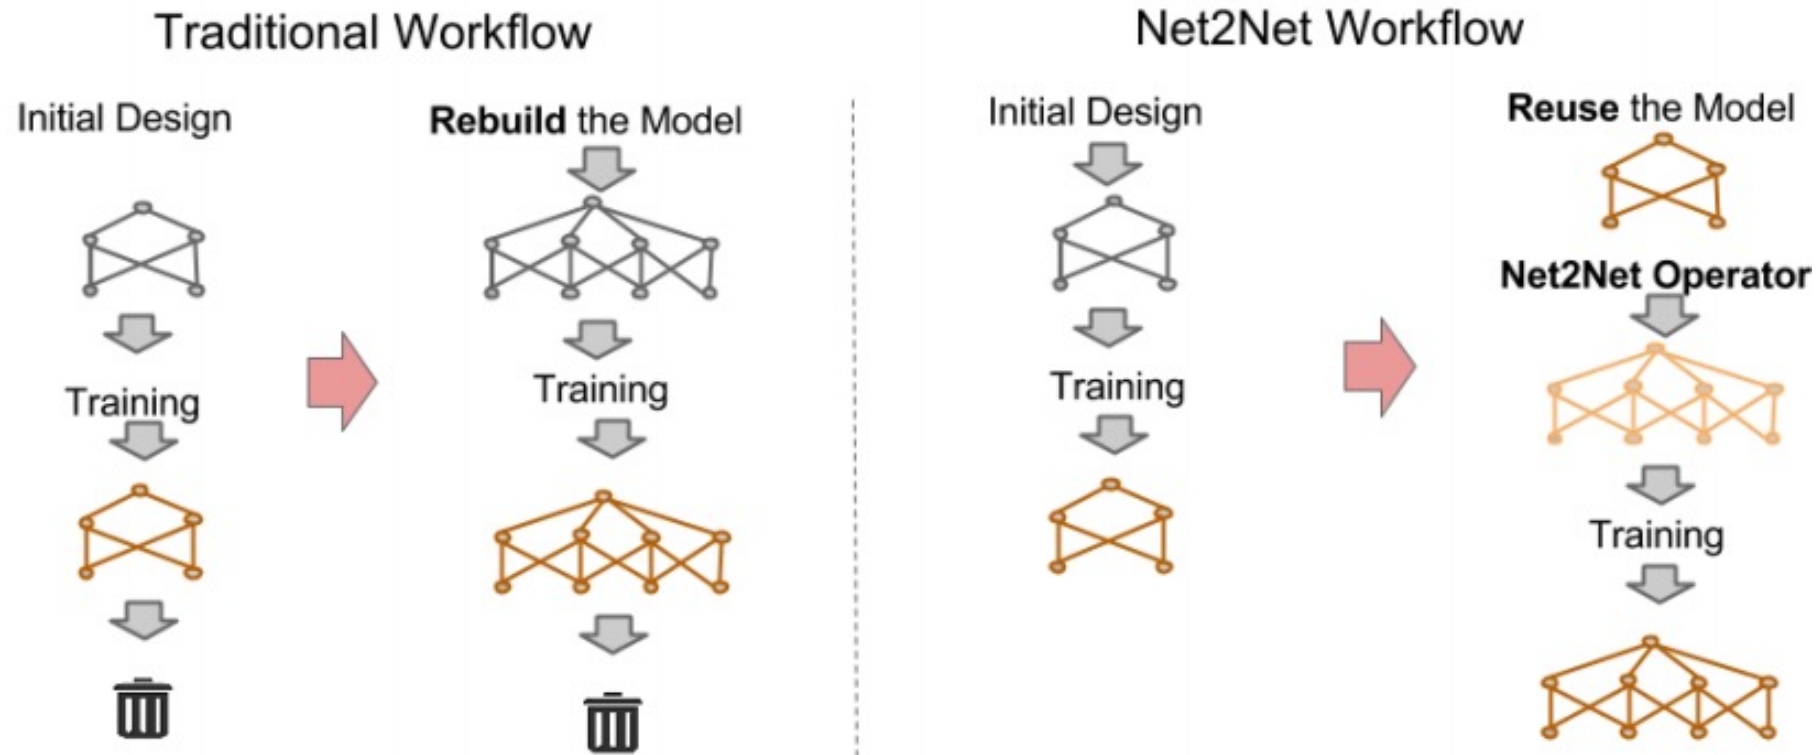 Traditional Workflow
Initial Design
Training
Rebuild the Model
Training
Net2Net Workflow
Initial Design
Training
Reuse the Model
Net2Net Operator
Training